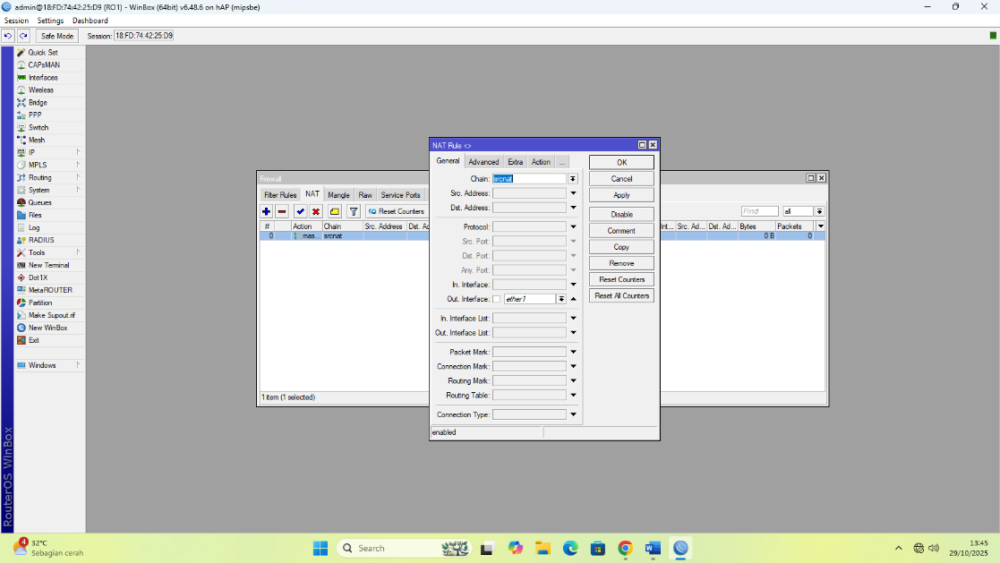 admin@18:FD:74:42:25:D9 (RO1) - WinBox (64bit) v6.48.6 on hAP (mipsbe)
Session Settings Dashboard
Safe Mode Session: 18:FD:74:42:25:D9
Quick Set
CAPsMAN
Interfaces
Wireless
Bridge
PPP
Switch
Mesh
IP
MPLS
Routing
System
Queues
Files
Log
RADIUS
Tools
New Terminal
Dot1X
MetaROUTER
Partition
Make Supout.rif
New WinBox
Exit
Windows
RouterOS WinBox
Firewall
Filter Rules NAT Mangle Raw Service Ports
Reset Counters
Find all
# Action Chain Src. Address Dst. Ad
Int... Src. Ad... Dst. Ad... Bytes Packets
0 mas... srcnat
0 B 0
1 item (1 selected)
NAT Rule <>
General Advanced Extra Action ...
Chain: srcnat
Src. Address:
Dst. Address:
Protocol:
Src. Port:
Dst. Port:
Any. Port:
In. Interface:
Out. Interface: ether1
In. Interface List:
Out. Interface List:
Packet Mark:
Connection Mark:
Routing Mark:
Routing Table:
Connection Type:
enabled
OK
Cancel
Apply
Disable
Comment
Copy
Remove
Reset Counters
Reset All Counters
4
32°C
Sebagian cerah
Search
13:45
29/10/2025